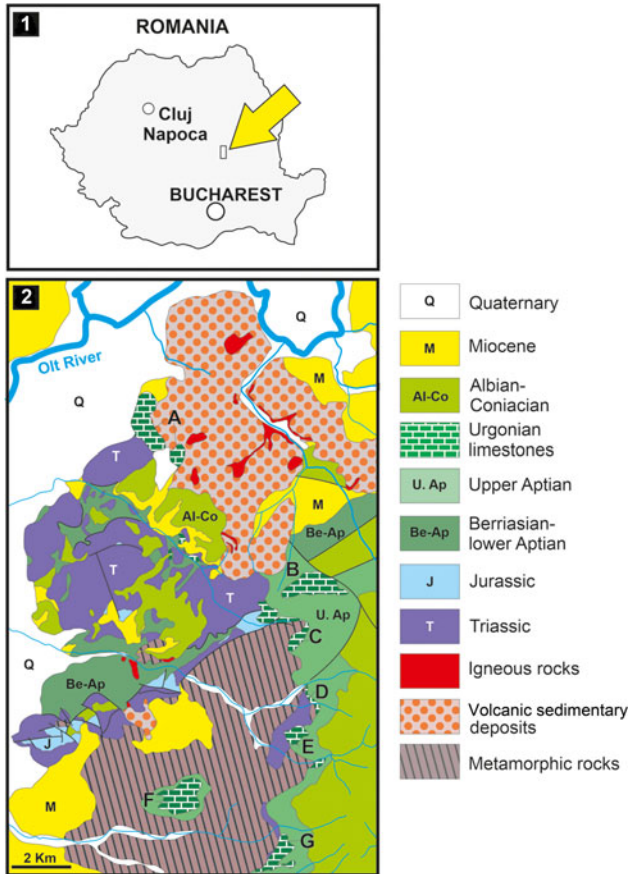 1
ROMANIA
Cluj
Napoca
BUCHAREST
2
Q
Q
Olt River
M
Q
A
T
Al-Co
M
Be-Ap
T
B
T
U. Ap
C
Q
Be-Ap
D
J
E
F
M
G
2 Km
Q Quaternary
M Miocene
Al-Co Albian-
Coniacian
Urgonian
limestones
U. Ap Upper Aptian
Be-Ap Berriasian-
lower Aptian
J Jurassic
T Triassic
Igneous rocks
Volcanic sedimentary
deposits
Metamorphic rocks